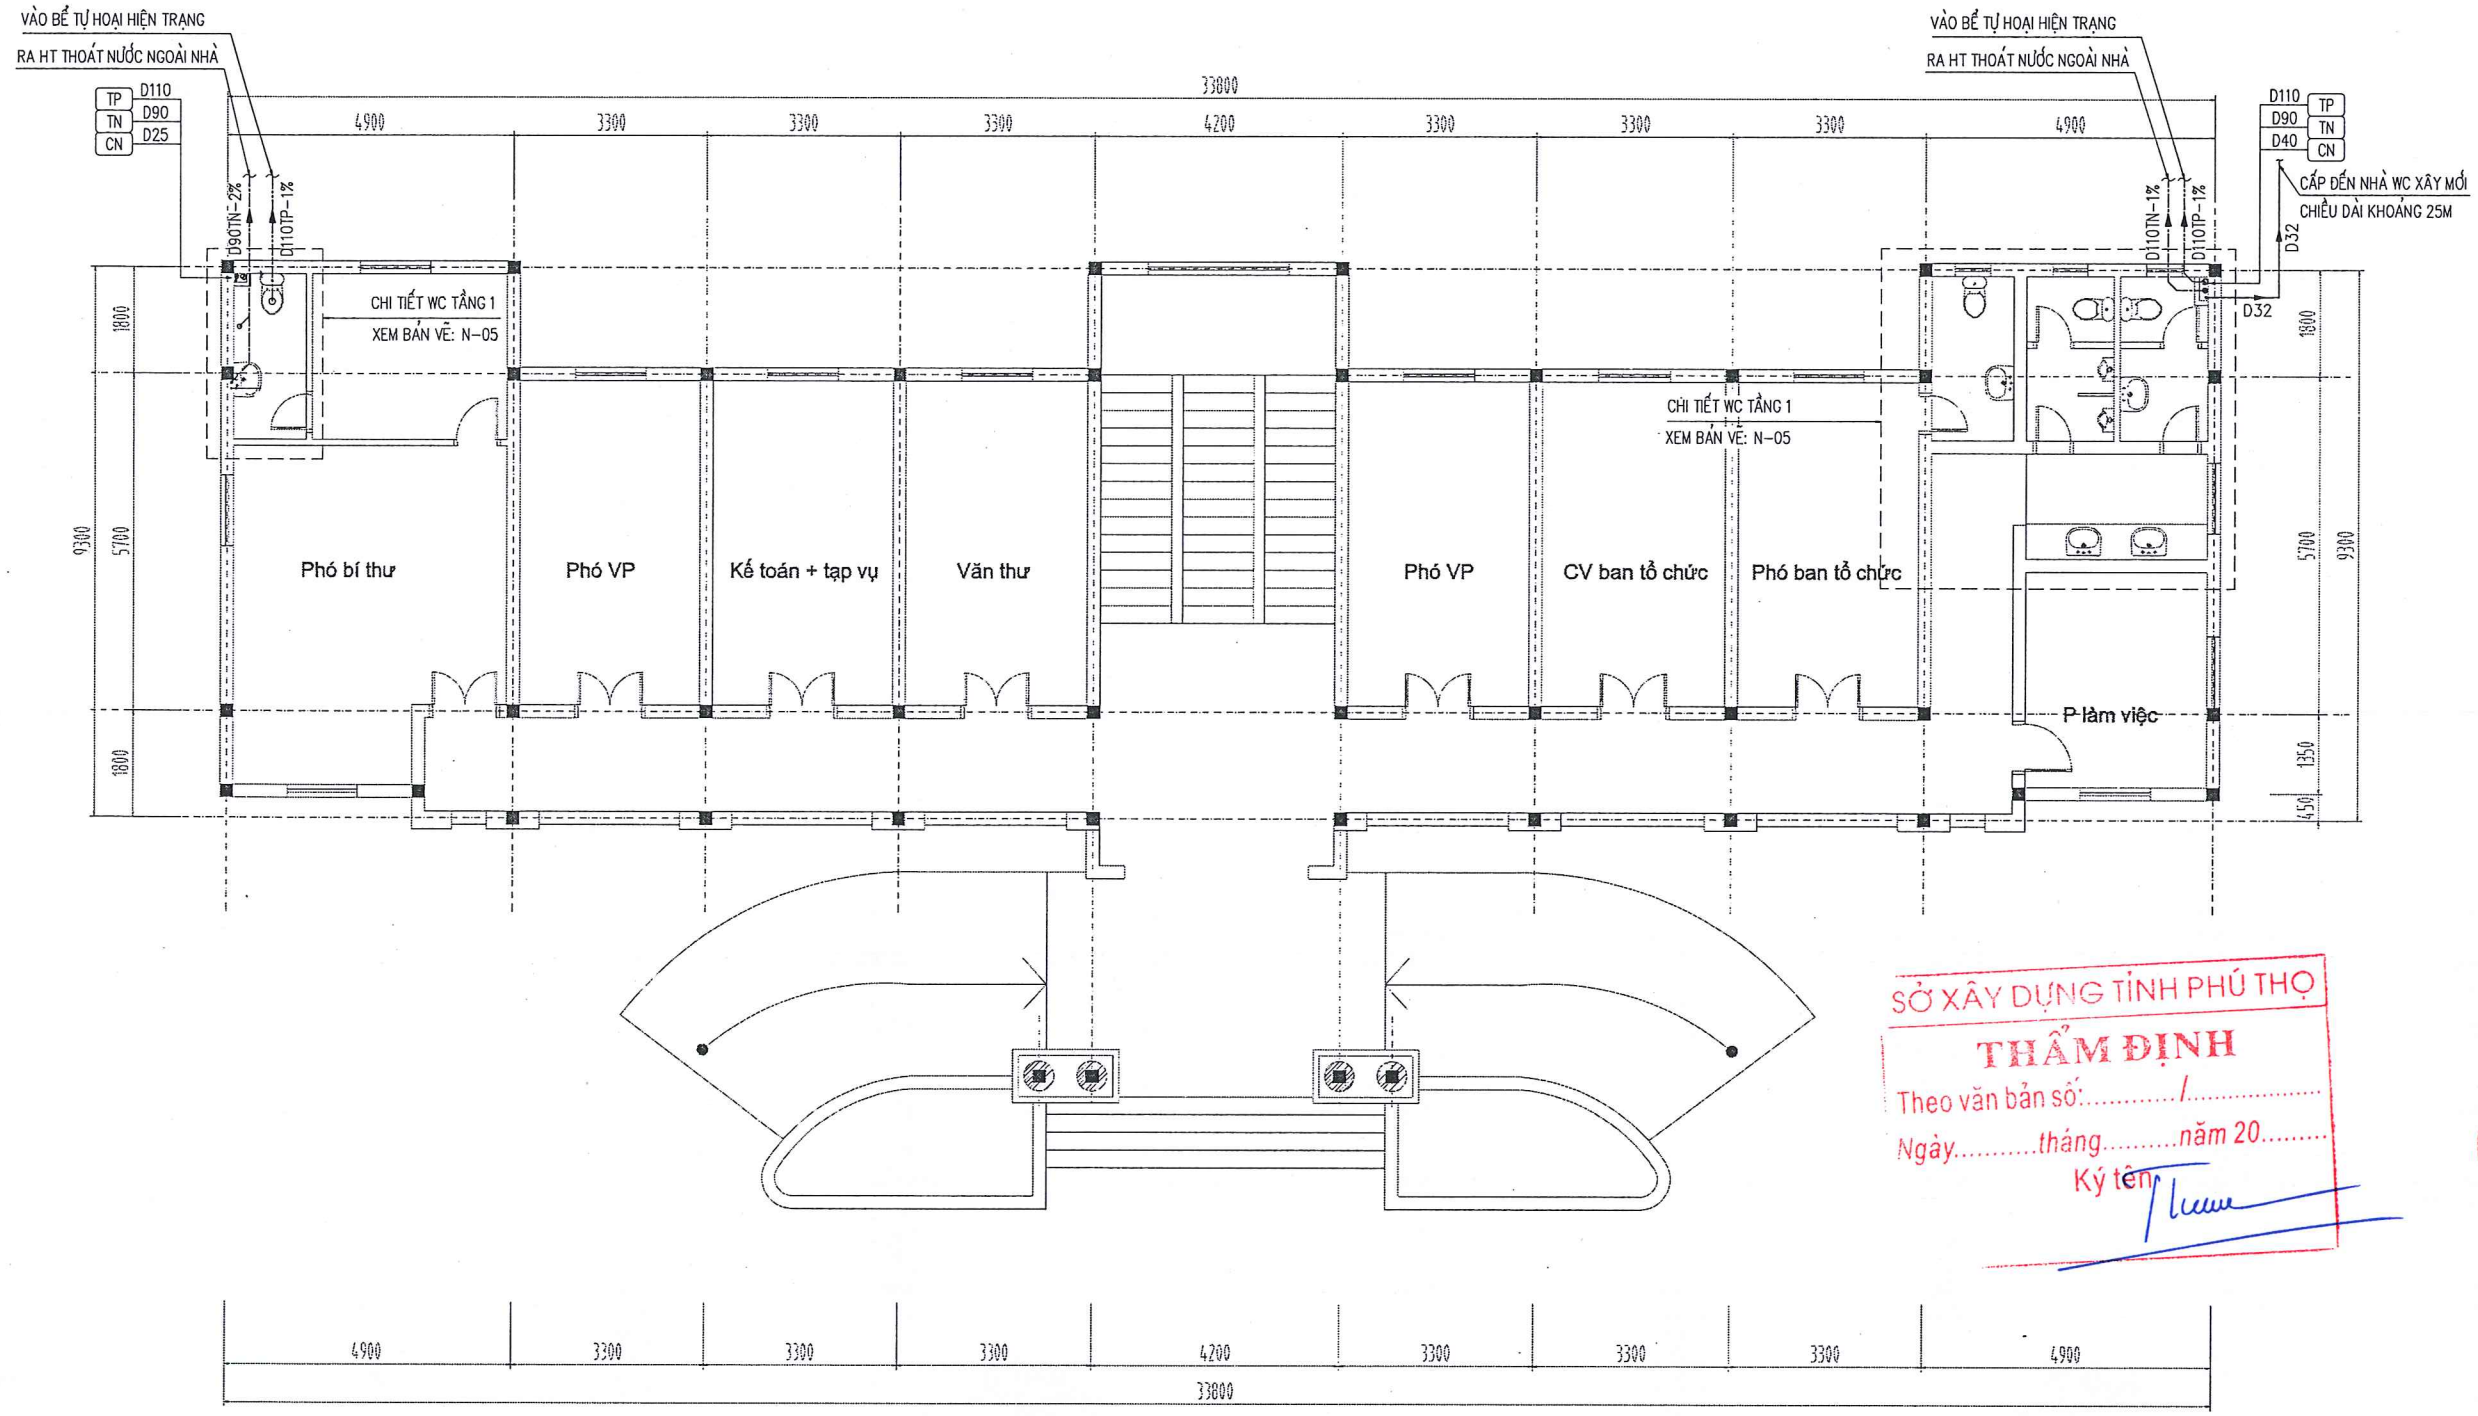 VÀO BỂ TỰ HOẠI HIỆN TRẠNG
RA HT THOÁT NƯỚC NGOÀI NHÀ
TP D110
TN D90
CN D25
VÀO BỂ TỰ HOẠI HIỆN TRẠNG
RA HT THOÁT NƯỚC NGOÀI NHÀ
D110 TP
D90 TN
D40 CN
CẤP ĐẾN NHÀ WC XÂY MỚI
CHIỀU DÀI KHOẢNG 25M
33800
4900 3300 3300 3300 4200 3300 3300 3300 4900
D90TN-2%
D110TP-1%
D110TN-1%
D110TP-1%
D32
D32
CHI TIẾT WC TẦNG 1
XEM BẢN VẼ: N-05
CHI TIẾT WC TẦNG 1
XEM BẢN VẼ: N-05
1800
9300
5700
1800
1800
5700
9300
1350
450
Phó bí thư
Phó VP
Kế toán + tạp vụ
Văn thư
Phó VP
CV ban tổ chức
Phó ban tổ chức
P làm việc
SỞ XÂY DỰNG TỈNH PHÚ THỌ
THẨM ĐỊNH
Theo văn bản số:............/..................
Ngày...........tháng..........năm 20.........
Ký tên
4900 3300 3300 3300 4200 3300 3300 3300 4900
33800